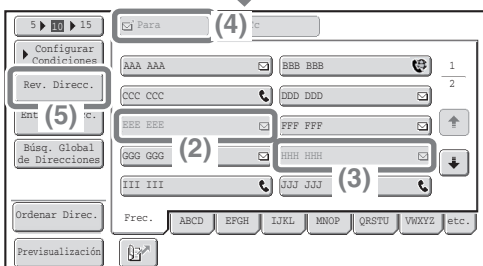 5 10 15
Para (4) c
Configurar
Condiciones
AAA AAA BBB BBB 1
2
Rev. Direcc.
CCC CCC DDD DDD
(5) Ent c.
EEE EEE (2) FFF FFF
Búsq. Global
de Direcciones
GGG GGG HHH HHH (3)
III III JJJ JJJ
Ordenar Direc.
Frec. ABCD EFGH IJKL MNOP QRSTU VWXYZ etc.
Previsualización